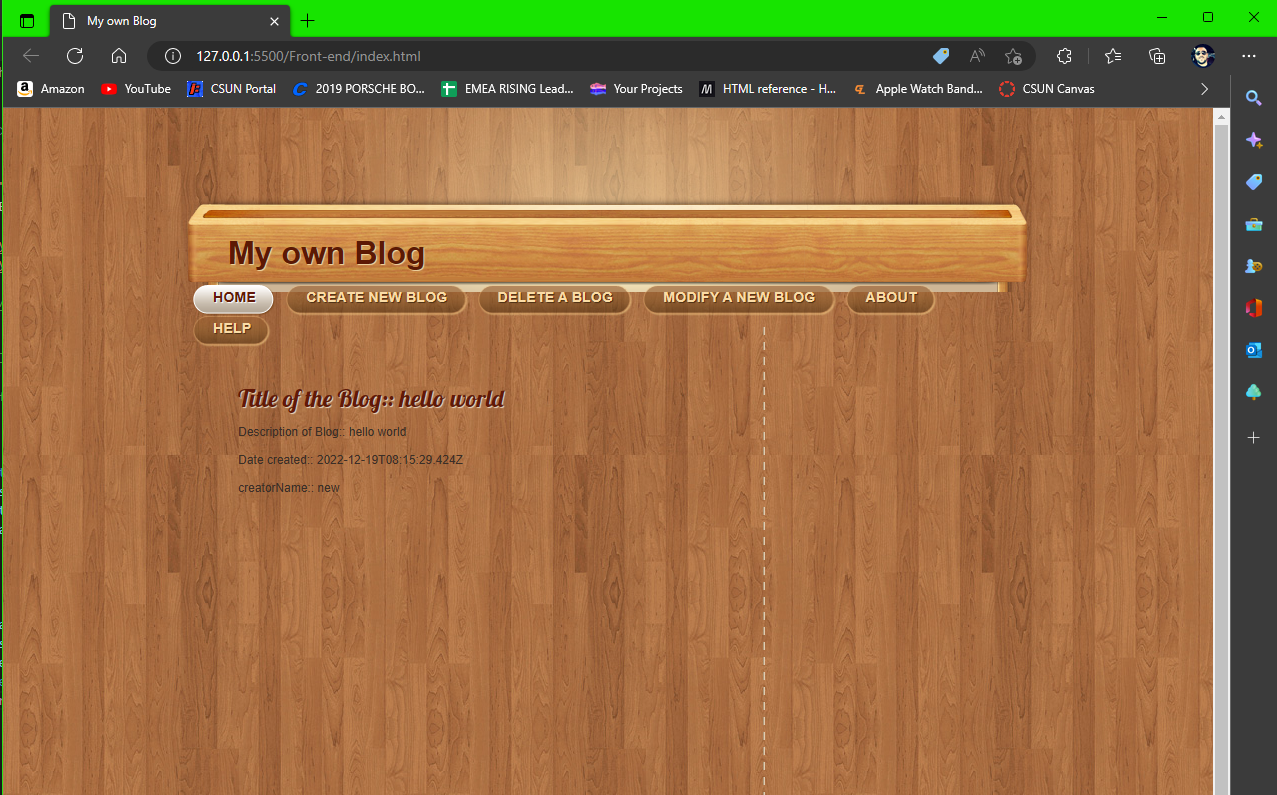 My own Blog
127.0.0.1:5500/Front-end/index.html
Amazon YouTube CSUN Portal 2019 PORSCHE BO... EMEA RISING Lead... Your Projects HTML reference - H... Apple Watch Band... CSUN Canvas
My own Blog
HOME CREATE NEW BLOG DELETE A BLOG MODIFY A NEW BLOG ABOUT
HELP
Title of the Blog:: hello world
Description of Blog:: hello world
Date created:: 2022-12-19T08:15:29.424Z
creatorName:: new